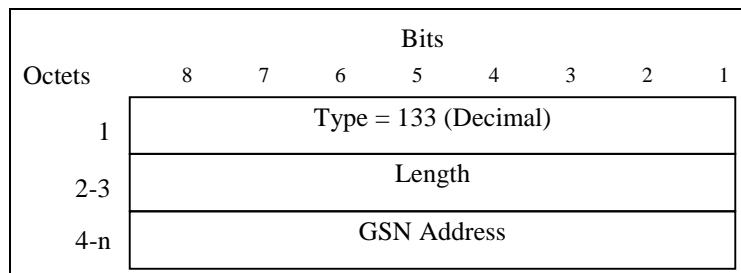 Bits
Octets 8 7 6 5 4 3 2 1
1 Type = 133 (Decimal)
2-3 Length
4-n GSN Address